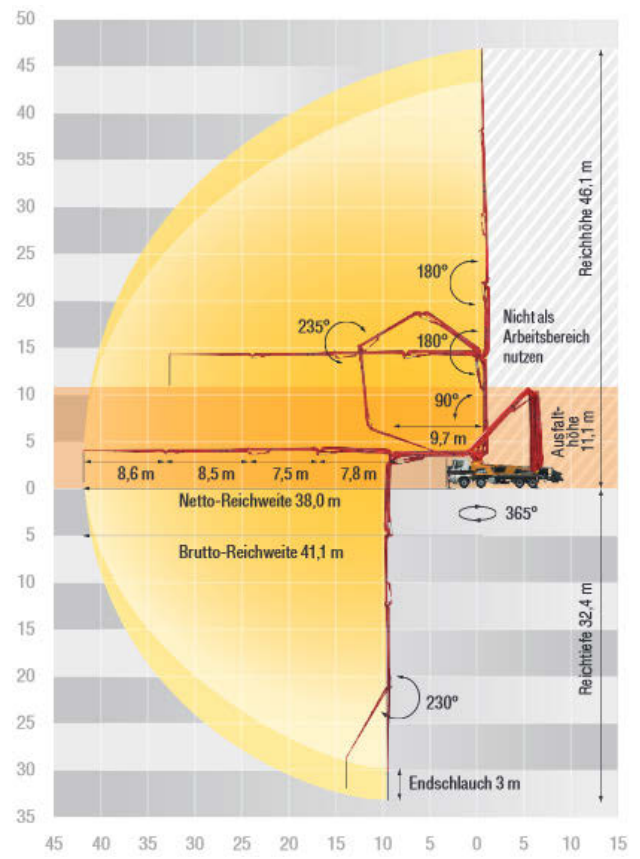 50
45
40
35
30
25
20
15
10
5
0
5
10
15
20
25
30
35
Reichhöhe 46,1 m
180°
235°
180°
Nicht als
Arbeitsbereich
nutzen
90°
9,7 m
Ausfalt-
höhe
11,1 m
8,6 m 8,5 m 7,5 m 7,8 m
Netto-Reichweite 38,0 m
365°
Brutto-Reichweite 41,1 m
Reichtiefe 32,4 m
230°
Endschlauch 3 m
45 40 35 30 25 20 15 10 5 0 5 10 15